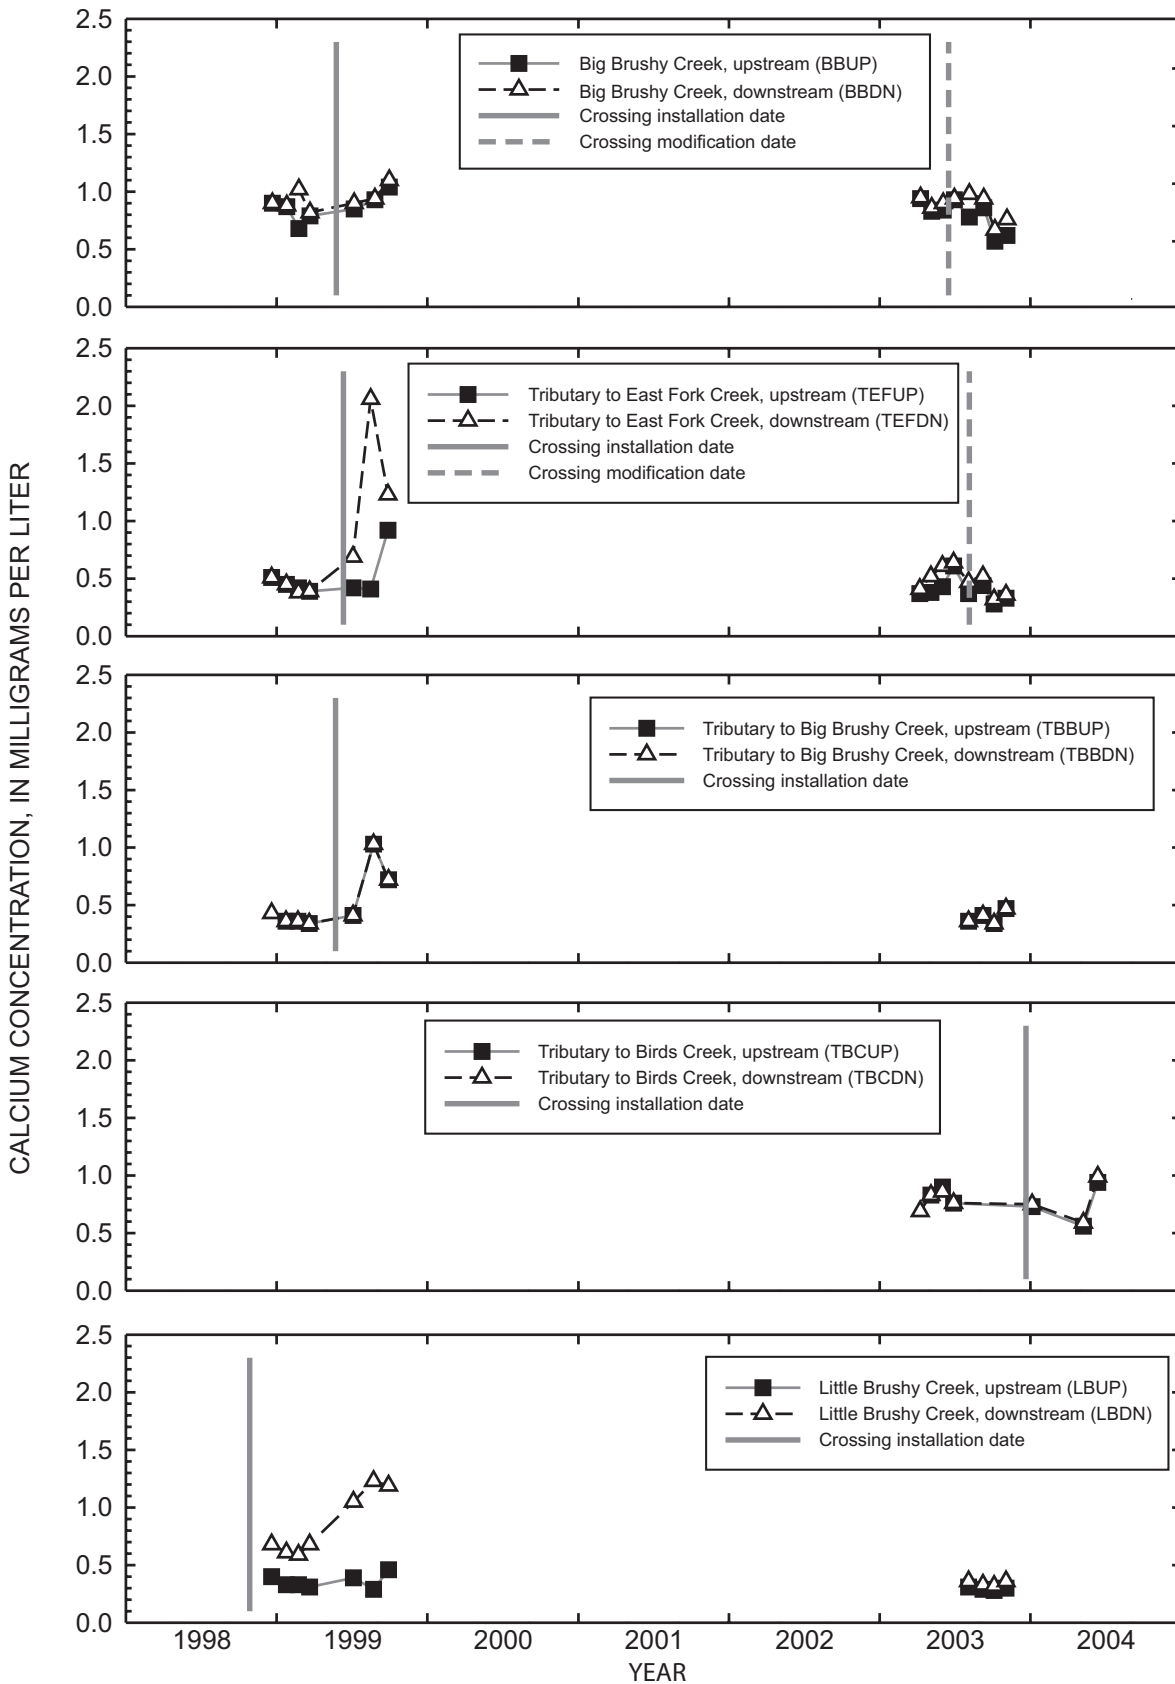 CALCIUM CONCENTRATION, IN MILLIGRAMS PER LITER
2.5
2.0
1.5
1.0
0.5
0.0
Big Brushy Creek, upstream (BBUP)
Big Brushy Creek, downstream (BBDN)
Crossing installation date
Crossing modification date
2.5
2.0
1.5
1.0
0.5
0.0
Tributary to East Fork Creek, upstream (TEFUP)
Tributary to East Fork Creek, downstream (TEFDN)
Crossing installation date
Crossing modification date
2.5
2.0
1.5
1.0
0.5
0.0
Tributary to Big Brushy Creek, upstream (TBBUP)
Tributary to Big Brushy Creek, downstream (TBBDN)
Crossing installation date
2.5
2.0
1.5
1.0
0.5
0.0
Tributary to Birds Creek, upstream (TBCUP)
Tributary to Birds Creek, downstream (TBCDN)
Crossing installation date
2.5
2.0
1.5
1.0
0.5
0.0
Little Brushy Creek, upstream (LBUP)
Little Brushy Creek, downstream (LBDN)
Crossing installation date
1998 1999 2000 2001 2002 2003 2004
YEAR